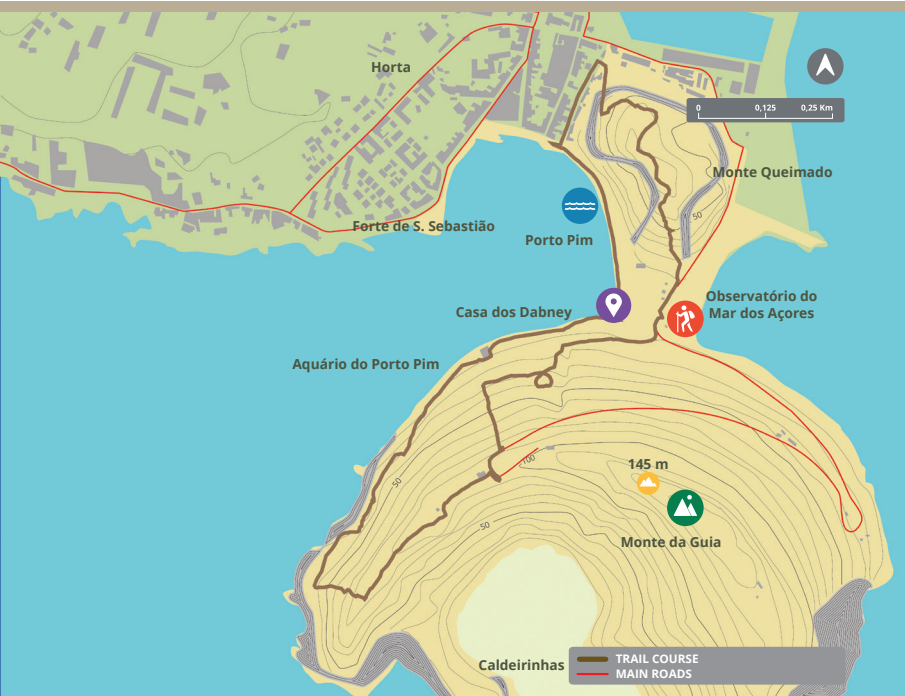 Horta
0 0,125 0,25 Km
Monte Queimado
50
Forte de S. Sebastião
Porto Pim
Casa dos Dabney
Observatório do
Mar dos Açores
Aquário do Porto Pim
100
145 m
50
50
Monte da Guia
Caldeirinhas
TRAIL COURSE
MAIN ROADS